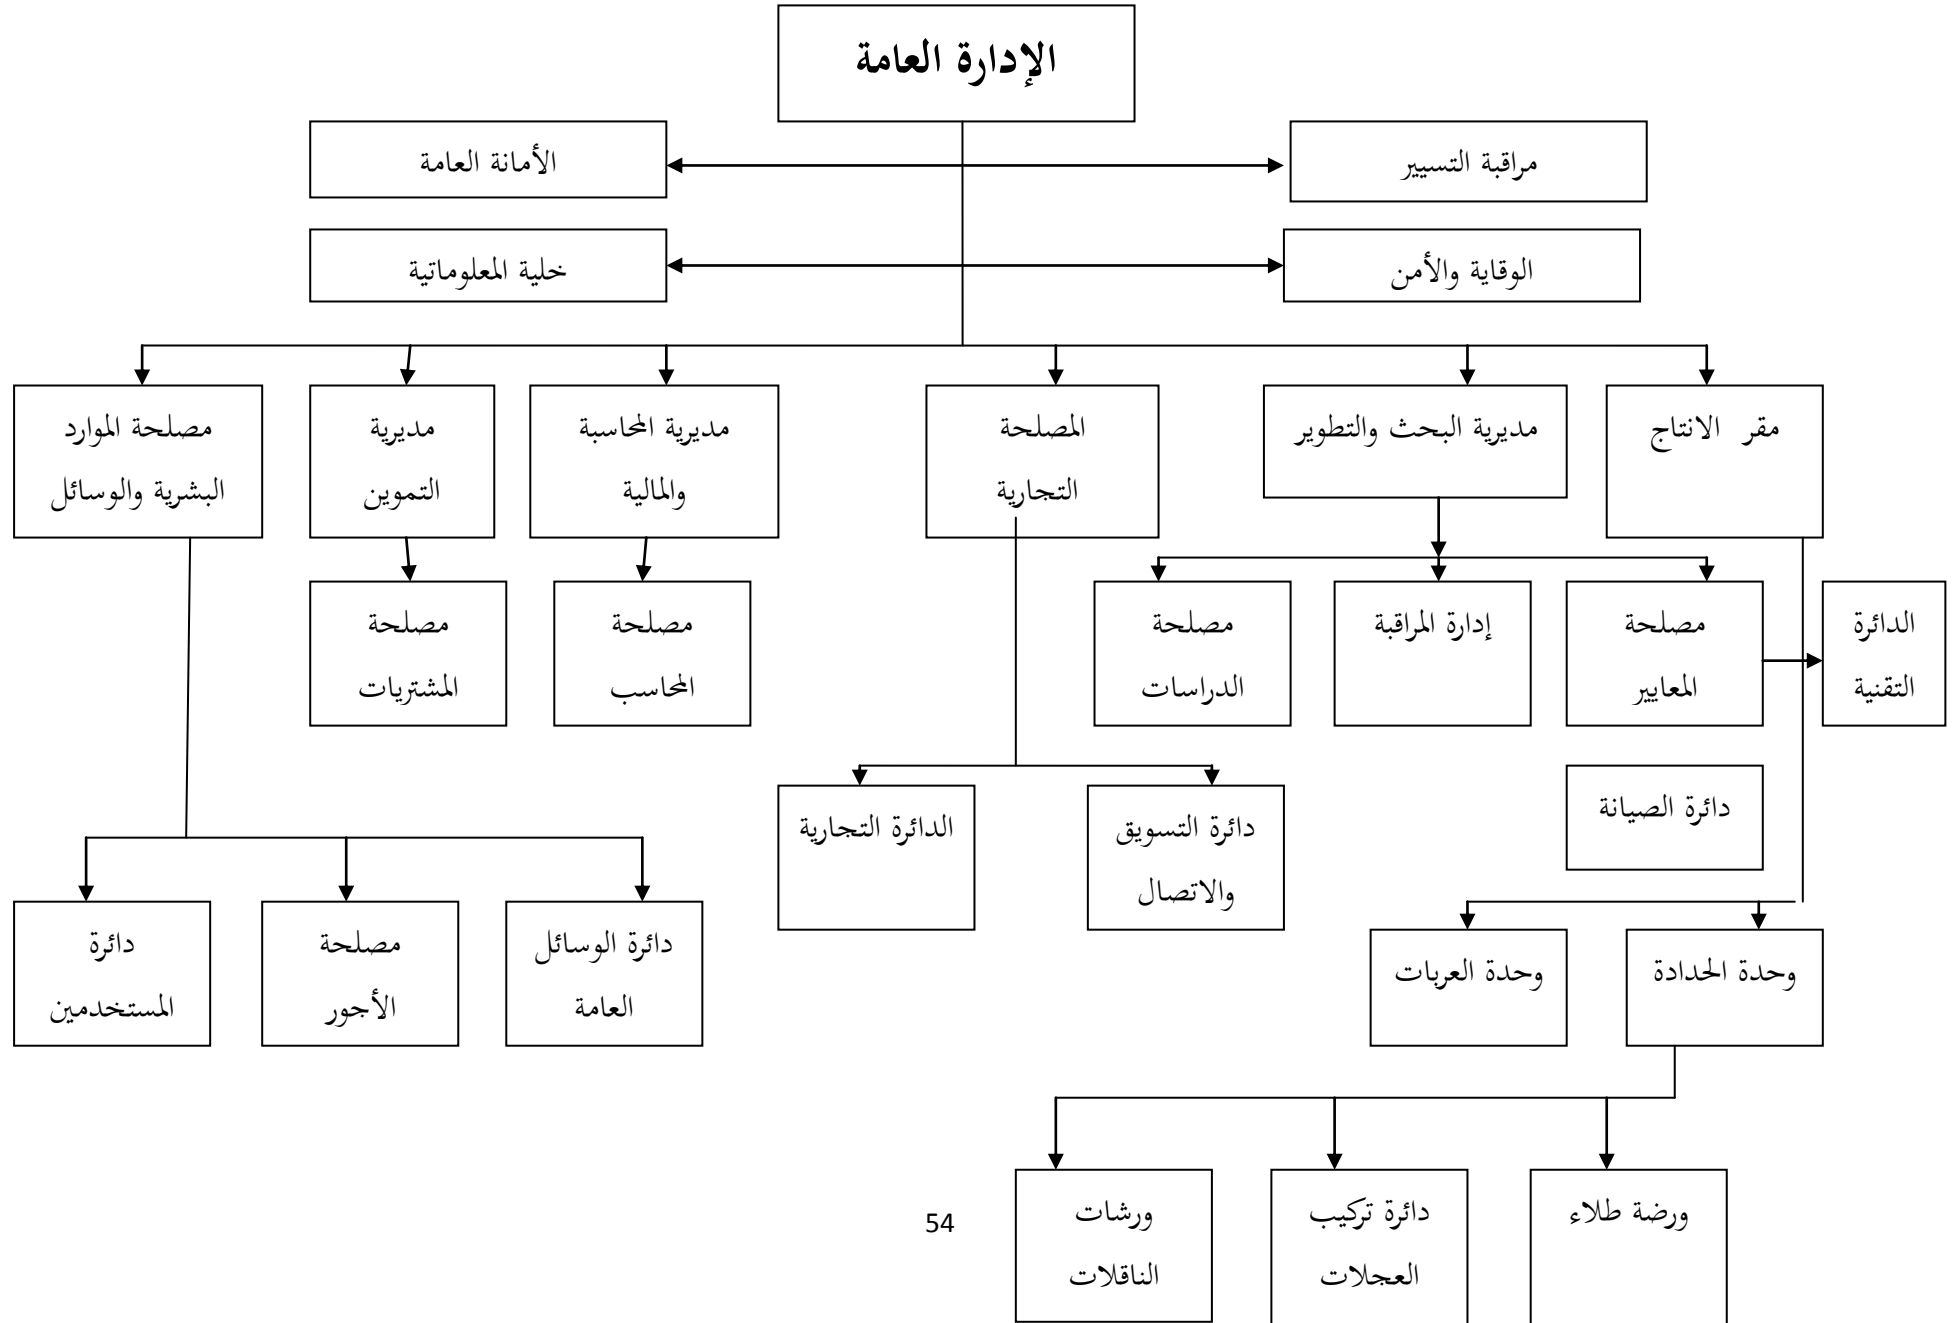 الإدارة العامة
مراقبة التسيير
الأمانة العامة
الوقاية والأمن
خلية المعلوماتية
مقر الانتاج
مديرية البحث والتطوير
المصلحة
التجارية
مديرية المحاسبة
والمالية
مديرية
التموين
مصلحة الموارد
البشرية والوسائل
الدائرة
التقنية
مصلحة
المعايير
إدارة المراقبة
مصلحة
الدراسات
مصلحة
المحاسب
مصلحة
المشتريات
دائرة الصيانة
دائرة التسويق
والاتصال
الدائرة التجارية
وحدة الحدادة
وحدة العربات
دائرة الوسائل
العامة
مصلحة
الأجور
دائرة
المستخدمين
ورضة طلاء
دائرة تركيب
العجلات
ورشات
الناقلات
54